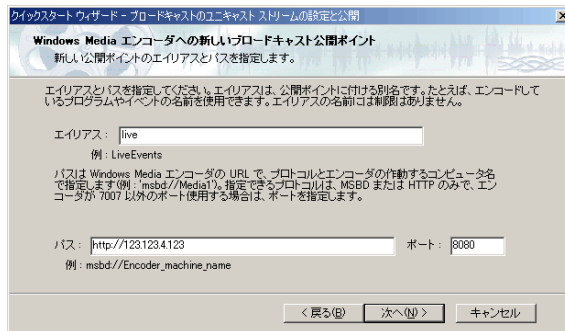 クイックスタート ウィザード - ブロードキャストのユニキャスト ストリームの設定と公開
Windows Media エンコーダへの新しいブロードキャスト公開ポイント
新しい公開ポイントのエイリアスとパスを指定します。
エイリアスとパスを指定してください。エイリアスは、公開ポイントに付ける別名です。たとえば、エンコードして
いるプログラムやイベントの名前を使用できます。エイリアスの名前には制限はありません。
エイリアス： live
例 : LiveEvents
パスは Windows Media エンコーダの URL で、プロトコルとエンコーダの作動するコンピュータ名
で指定します(例 : 'msbd://Media1')。指定できるプロトコルは、MSBD または HTTP のみで、エン
コーダが 7007 以外のポート使用する場合は、ポートを指定します。
パス： http://123.123.4.123 ポート： 8080
例 : msbd://Encoder_machine_name
< 戻る(B) 次へ(N) > キャンセル